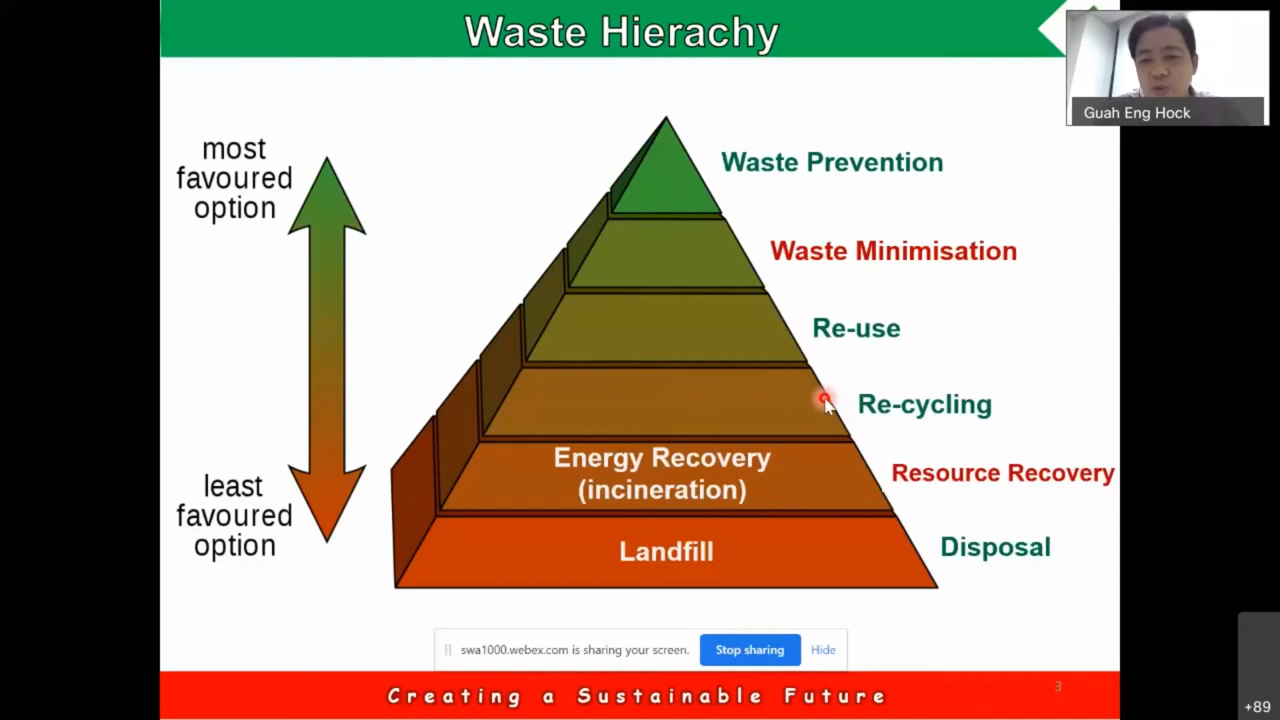 Waste Hierachy
Guah Eng Hock
most
favoured
option
Waste Prevention
Waste Minimisation
Re-use
Re-cycling
Energy Recovery
(incineration)
Resource Recovery
least
favoured
option
Landfill
Disposal
swa1000.webex.com is sharing your screen.
Stop sharing
Hide
Creating a Sustainable Future
3
+89